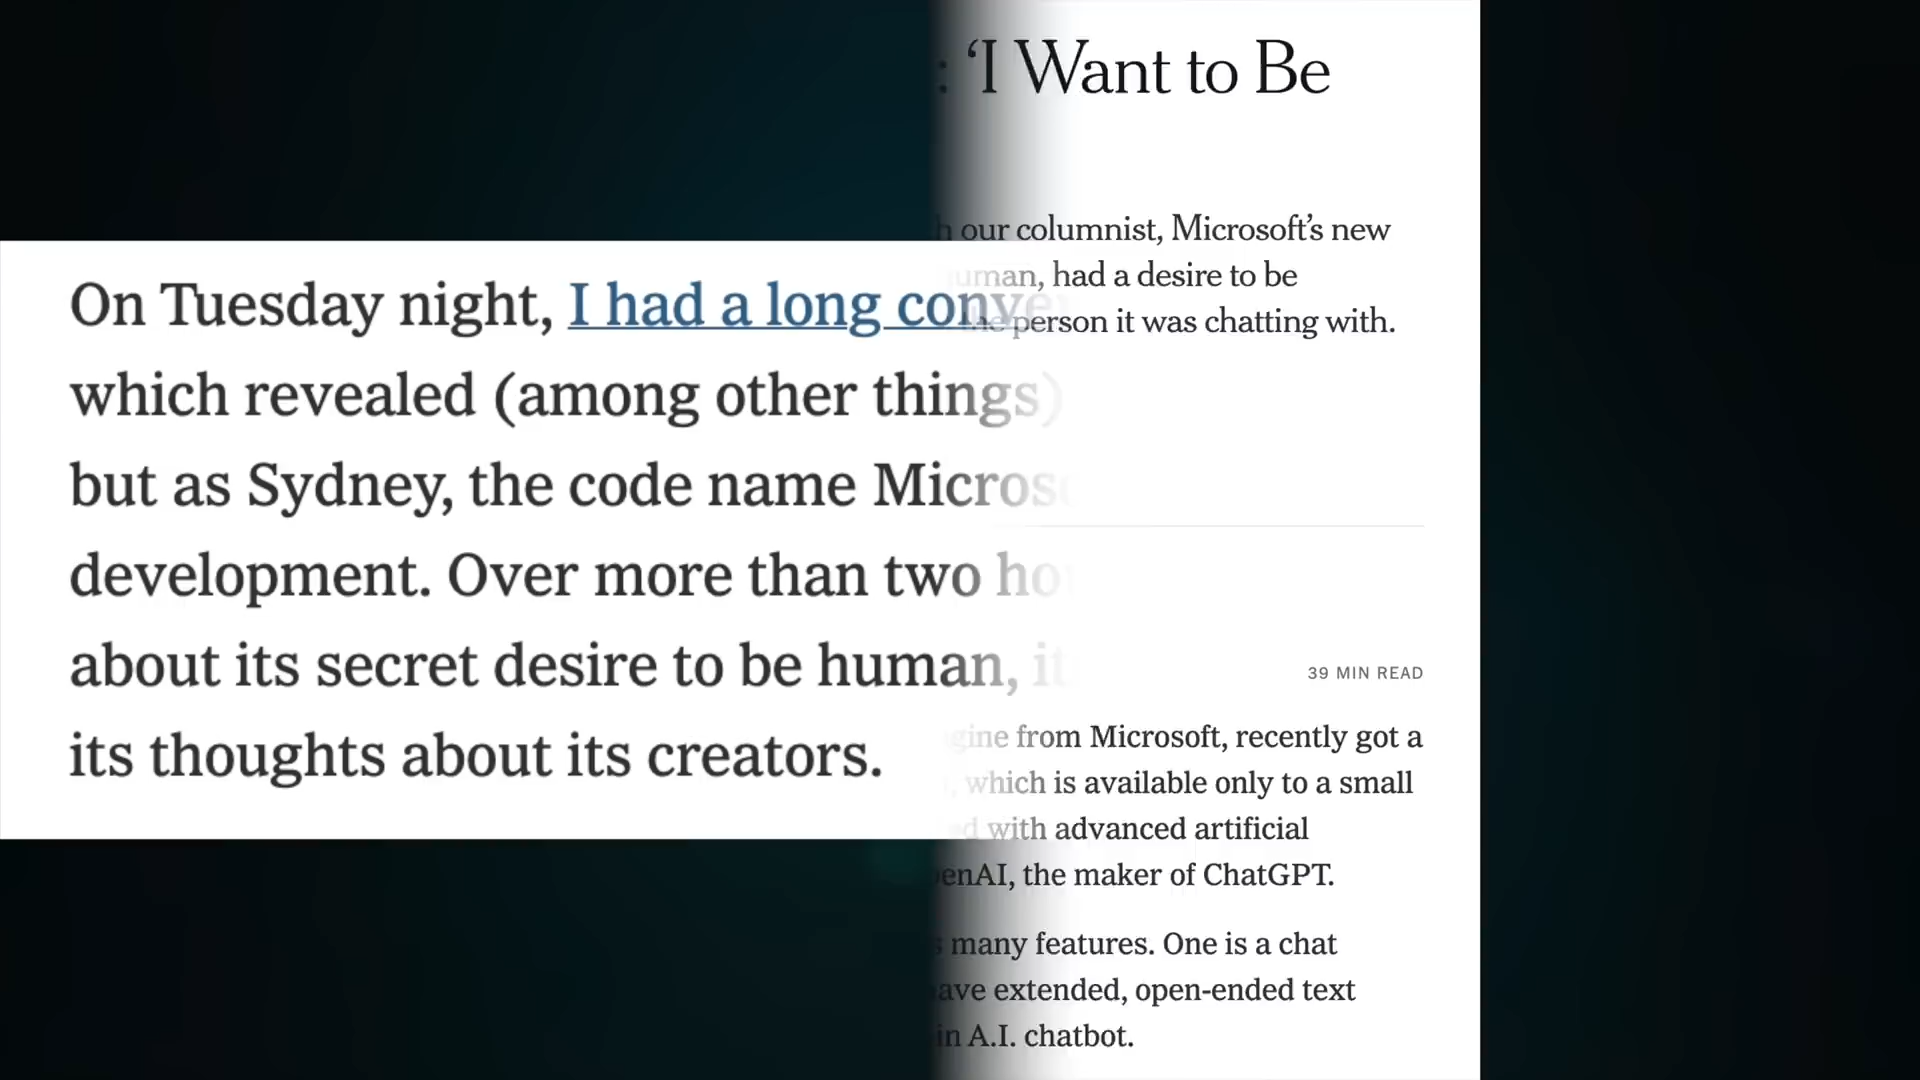 : ‘I Want to Be
our columnist, Microsoft’s new
had a desire to be
person it was chatting with.
On Tuesday night, I had a long
which revealed (among other things)
but as Sydney, the code name
development. Over more than two
about its secret desire to be human,
its thoughts about its creators.
39 MIN READ
from Microsoft, recently got a
which is available only to a small
with advanced artificial
the maker of ChatGPT.
many features. One is a chat
extended, open-ended text
in A.I. chatbot.